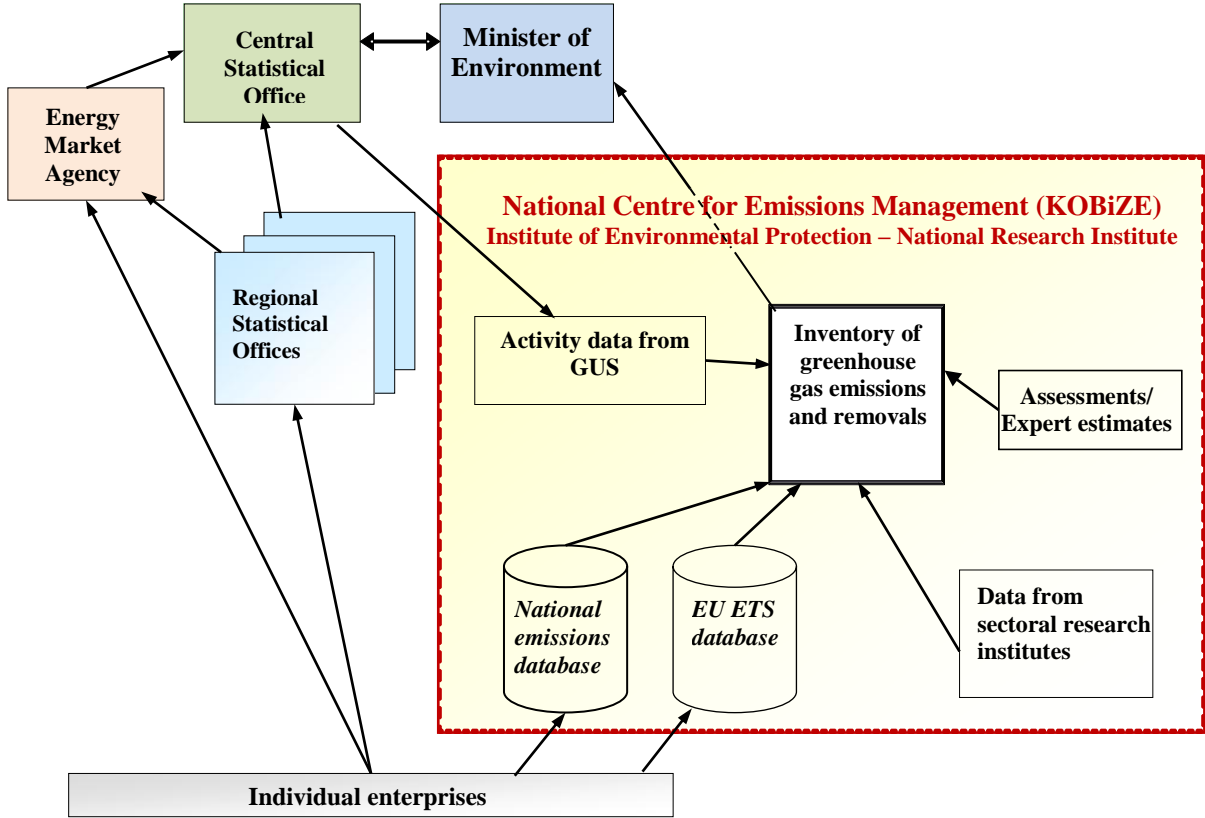 Central
Statistical
Office
Minister of
Environment
Energy
Market
Agency
National Centre for Emissions Management (KOBiZE)
Institute of Environmental Protection – National Research Institute
Regional
Statistical
Offices
Activity data from
GUS
Inventory of
greenhouse
gas emissions
and removals
Assessments/
Expert estimates
National
emissions
database
EU ETS
database
Data from
sectoral research
institutes
Individual enterprises